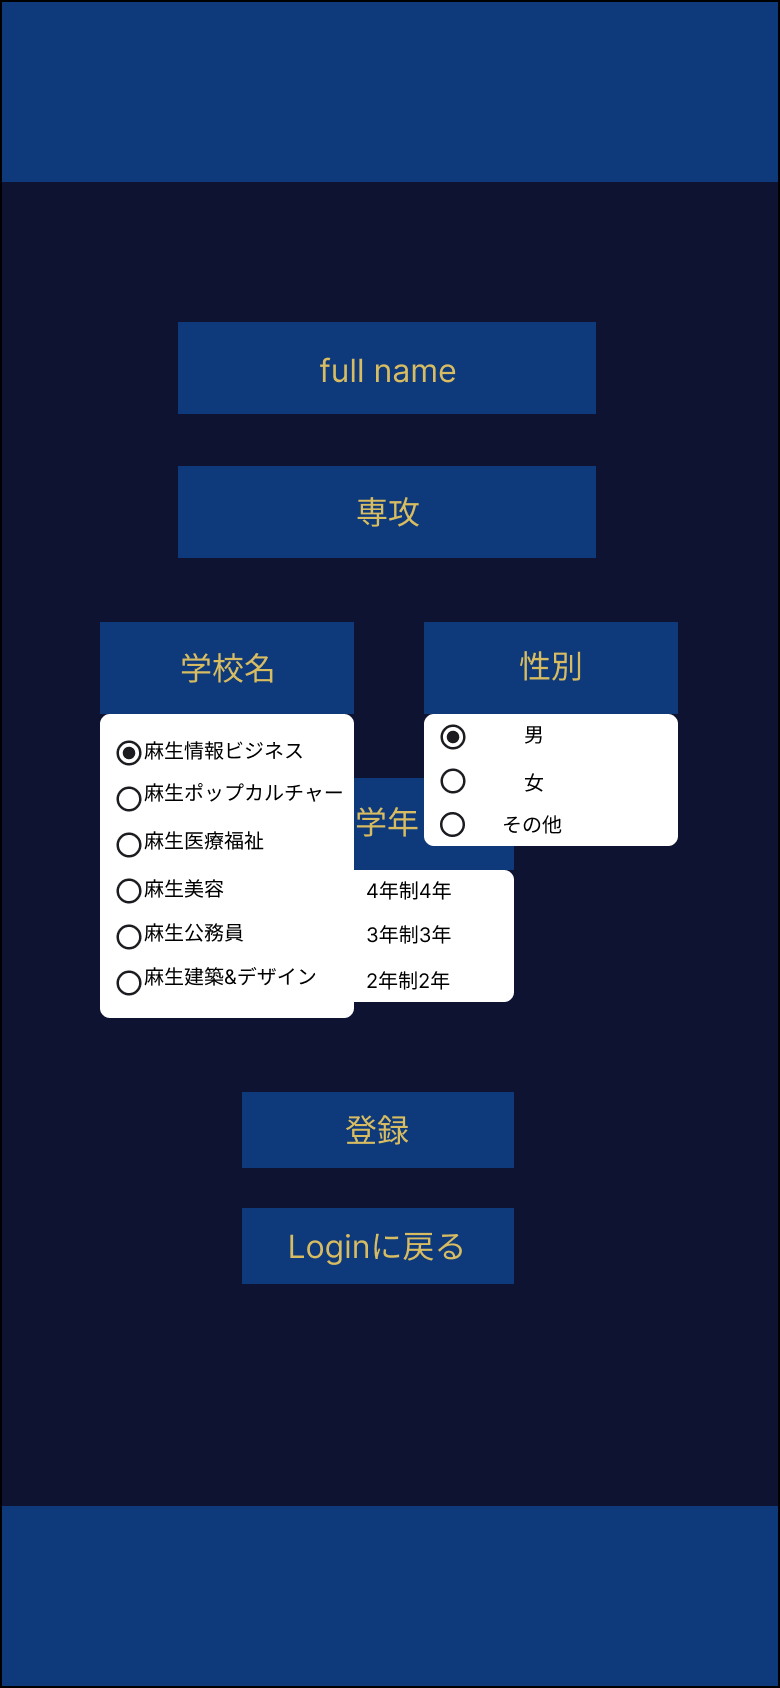 full name
専攻
学校名
性別
麻生情報ビジネス
麻生ポップカルチャー
麻生医療福祉
麻生美容
麻生公務員
麻生建築&デザイン
男
女
その他
学年
4年制4年
3年制3年
2年制2年
登録
Loginに戻る